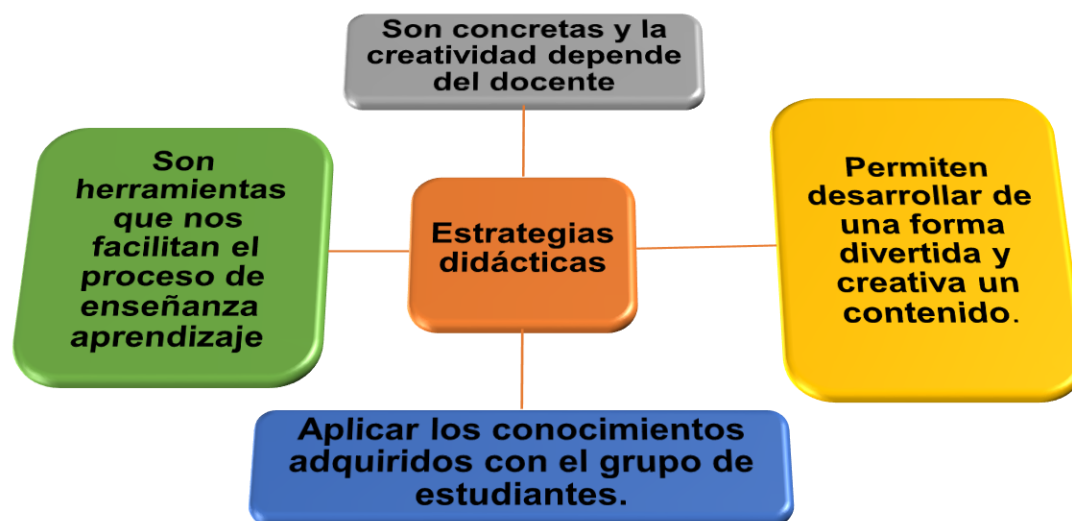 Son concretas y la
creatividad depende
del docente
Son
herramientas
que nos
facilitan el
proceso de
enseñanza
aprendizaje
Estrategias
didácticas
Permiten
desarrollar de
una forma
divertida y
creativa un
contenido.
Aplicar los conocimientos
adquiridos con el grupo de
estudiantes.